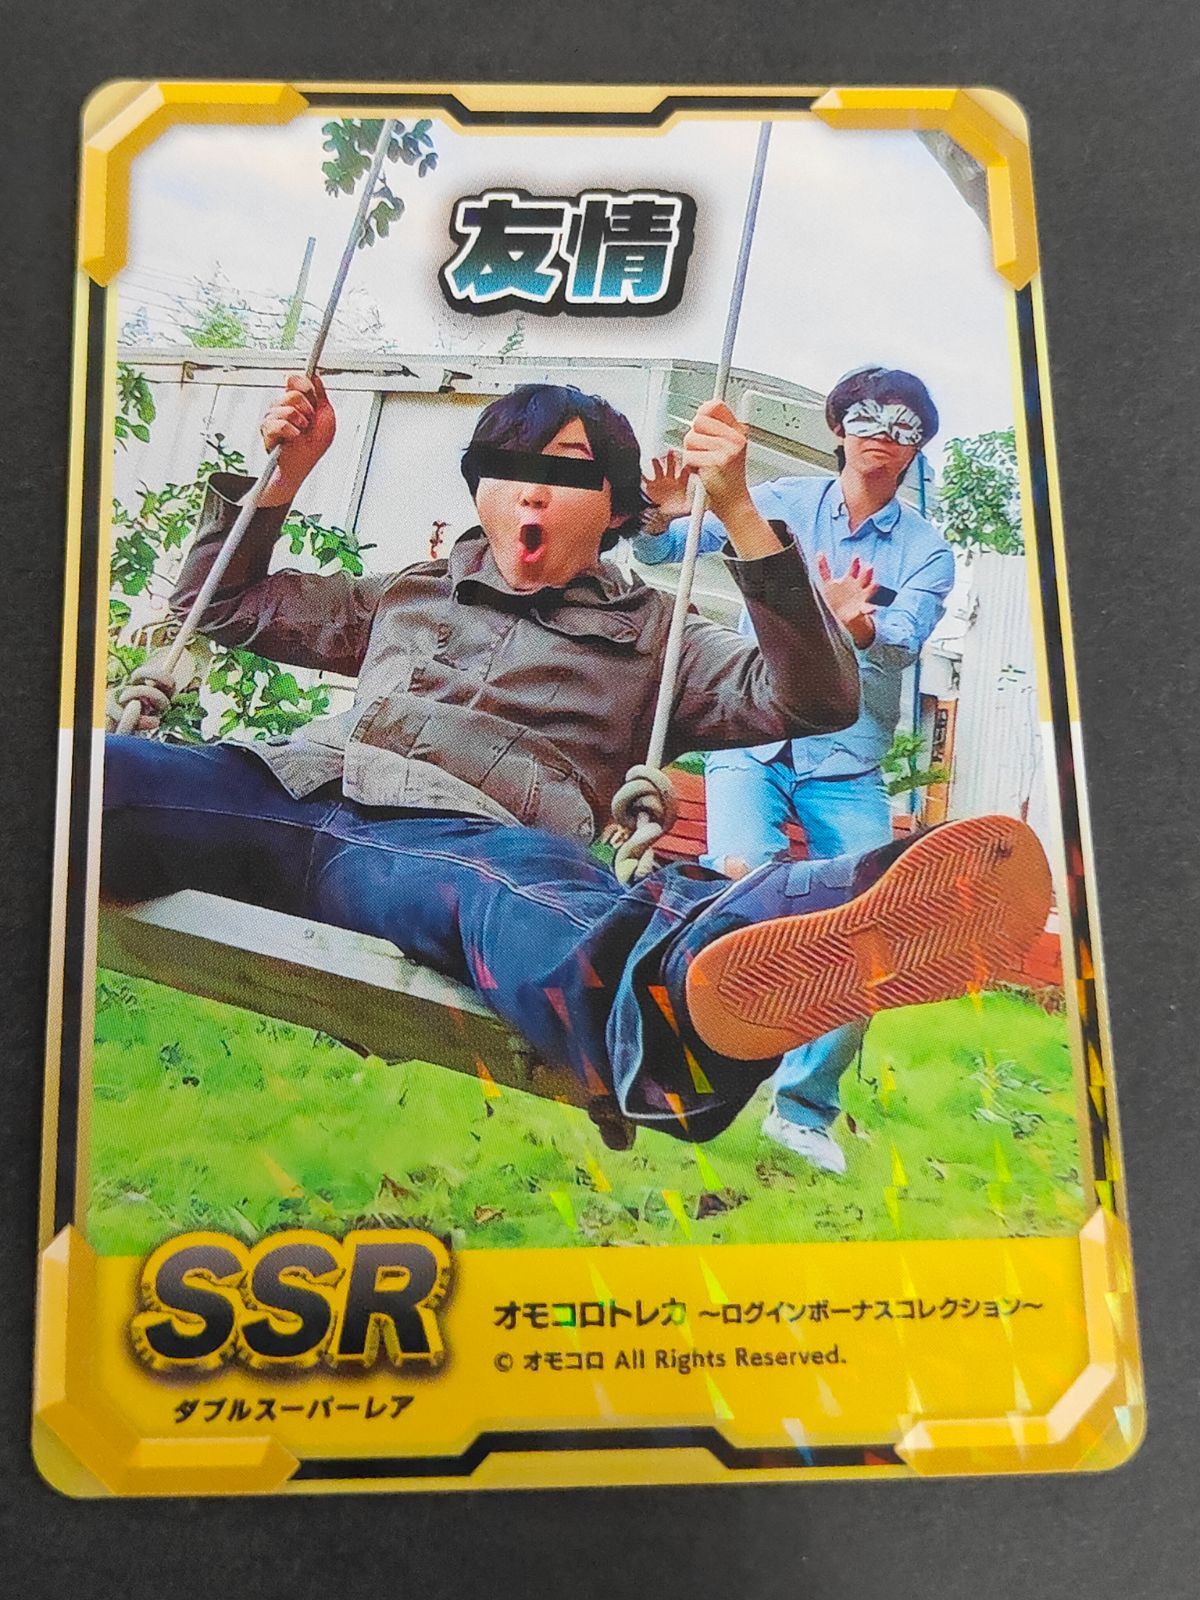 友情
SSR
ダブルスーパーレア
オモコロトレカ 〜ログインボーナスコレクション〜
© オモコロ All Rights Reserved.